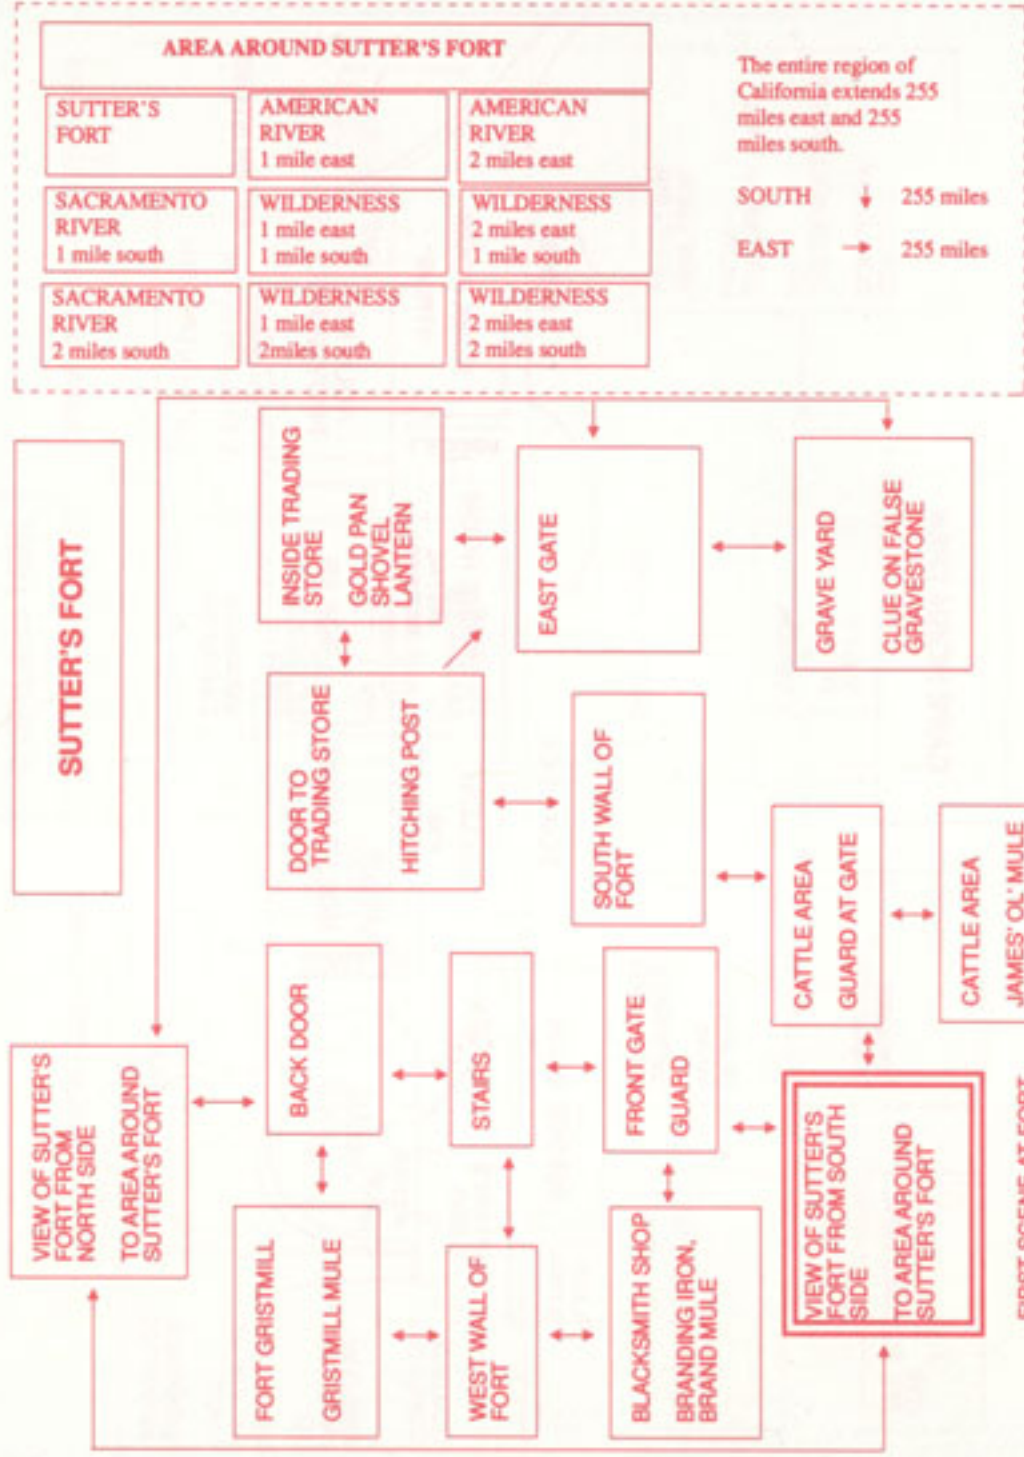 AREA AROUND SUTTER'S FORT
SUTTER'S
FORT
AMERICAN
RIVER
1 mile east
AMERICAN
RIVER
2 miles east
SACRAMENTO
RIVER
1 mile south
WILDERNESS
1 mile east
1 mile south
WILDERNESS
2 miles east
1 mile south
SACRAMENTO
RIVER
2 miles south
WILDERNESS
1 mile east
2miles south
WILDERNESS
2 miles east
2 miles south
The entire region of
California extends 255
miles east and 255
miles south.
SOUTH ↓ 255 miles
EAST → 255 miles
SUTTER'S FORT
VIEW OF SUTTER'S
FORT FROM
NORTH SIDE
TO AREA AROUND
SUTTER'S FORT
INSIDE TRADING
STORE
GOLD PAN
SHOVEL
LANTERN
EAST GATE
GRAVE YARD
CLUE ON FALSE
GRAVESTONE
DOOR TO
TRADING STORE
HITCHING POST
SOUTH WALL OF
FORT
CATTLE AREA
GUARD AT GATE
CATTLE AREA
JAMES' OL' MULE
BACK DOOR
STAIRS
FRONT GATE
GUARD
FORT GRISTMILL
GRISTMILL MULE
WEST WALL OF
FORT
BLACKSMITH SHOP
BRANDING IRON,
BRAND MULE
VIEW OF SUTTER'S
FORT FROM SOUTH
SIDE
TO AREA AROUND
SUTTER'S FORT
FIRST SCENE AT FORT